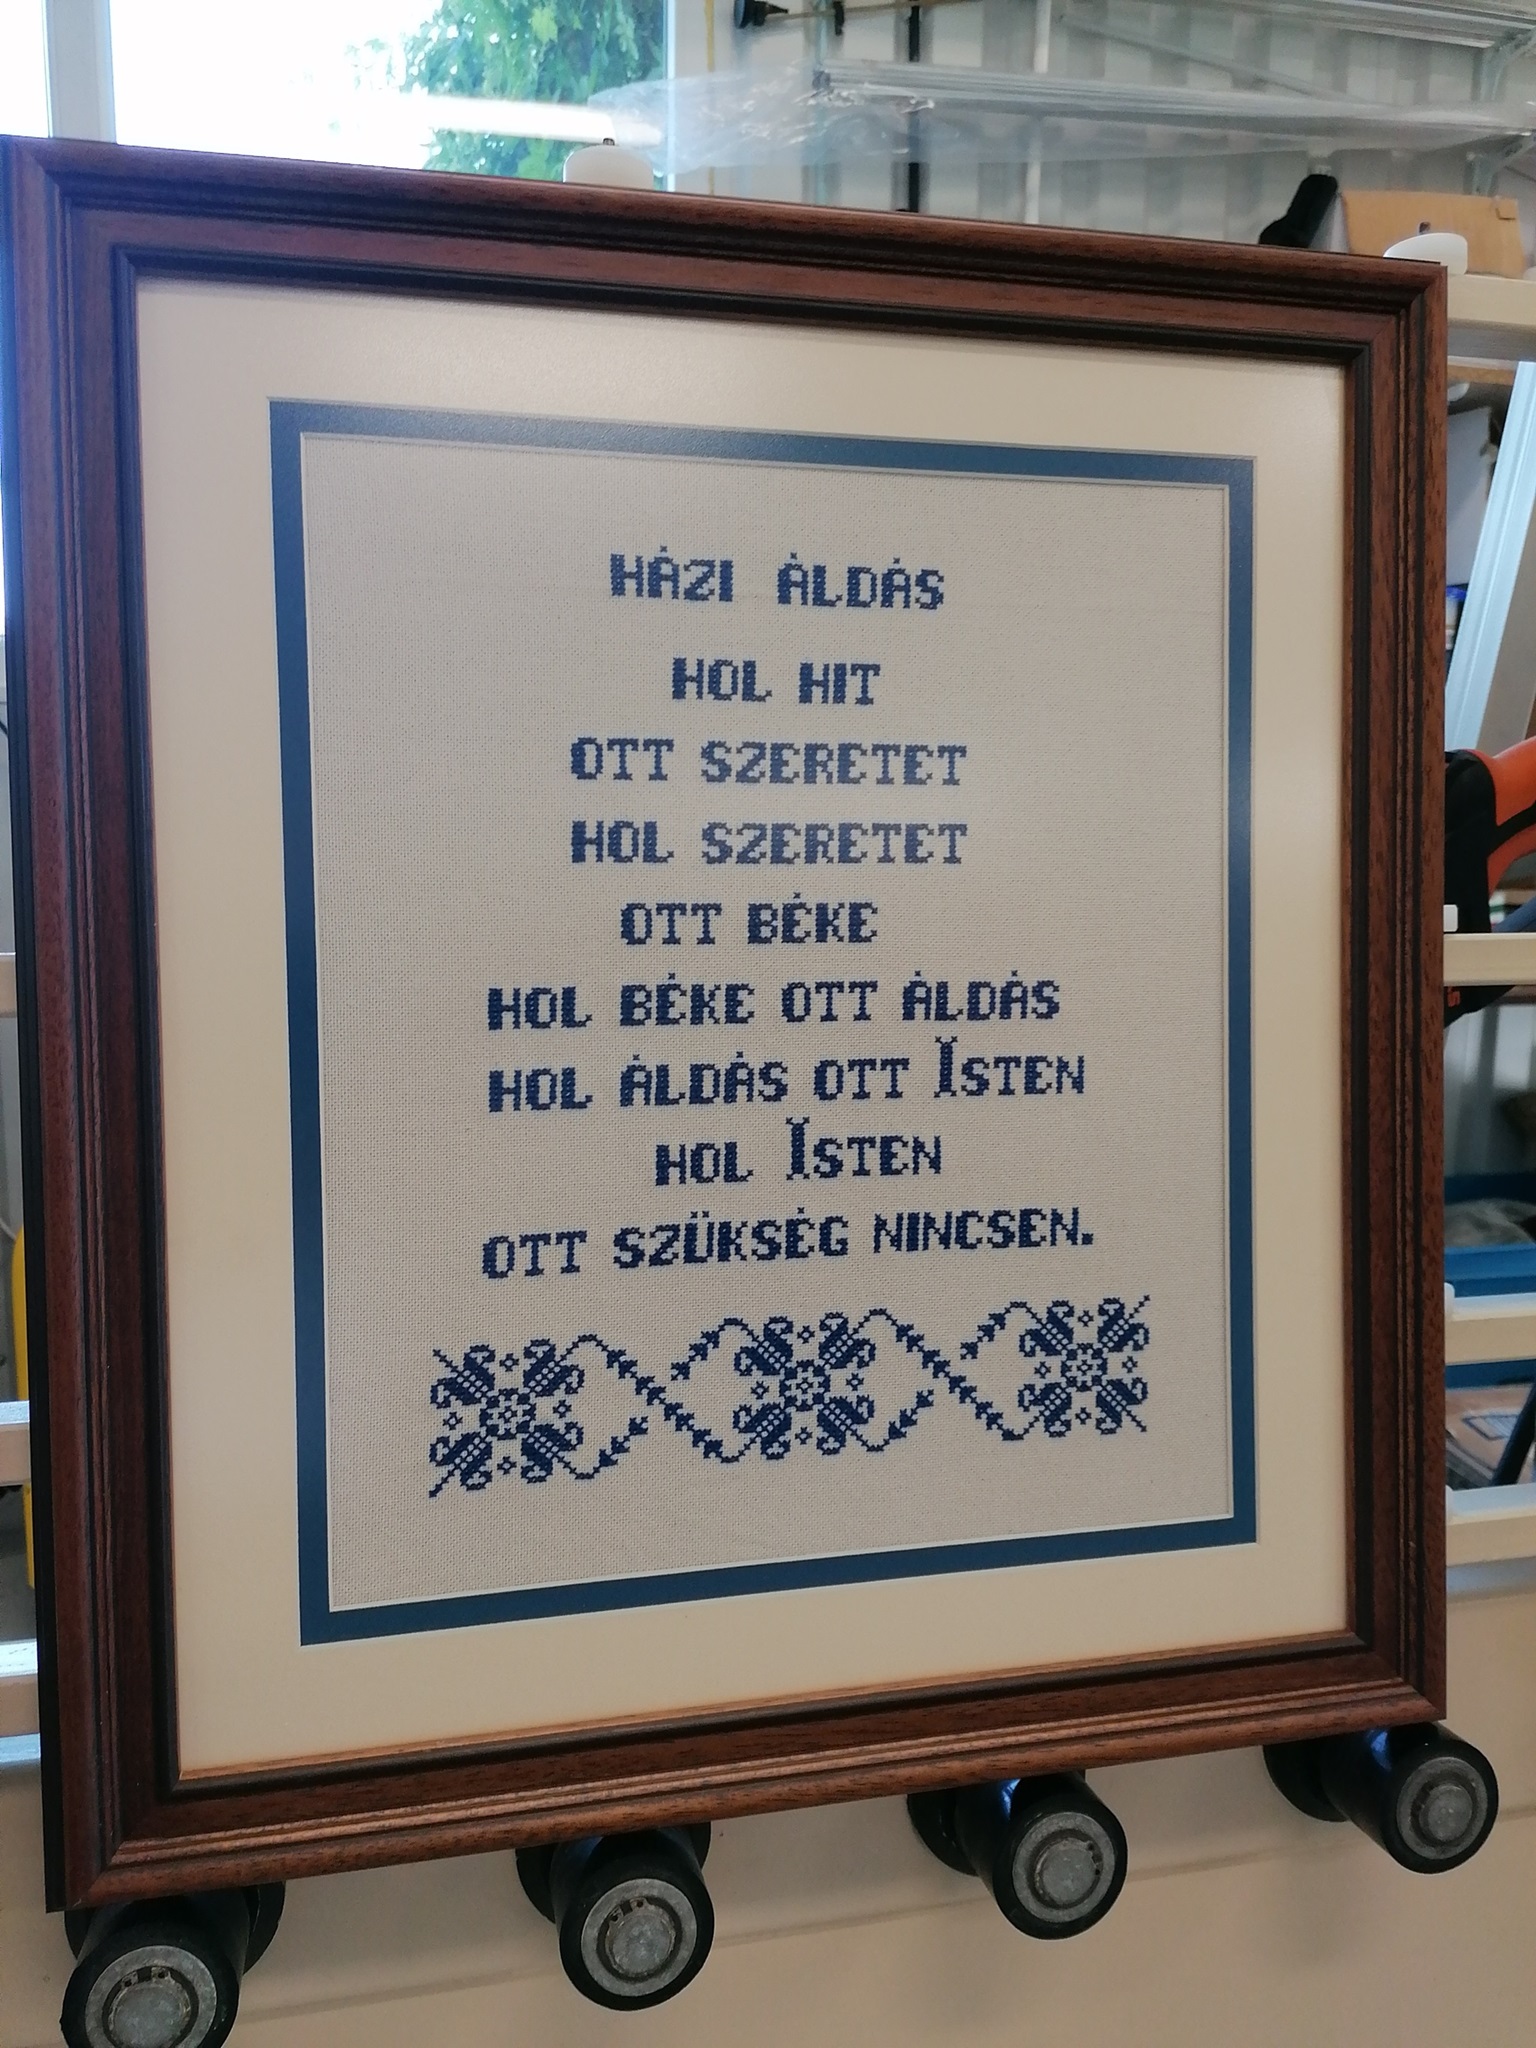 HÁZI ÁLDÁS
HOL HIT
OTT SZERETET
HOL SZERETET
OTT BÉKE
HOL BÉKE OTT ÁLDÁS
HOL ÁLDÁS OTT ISTEN
HOL ISTEN
OTT SZÜKSÉG NINCSEN.